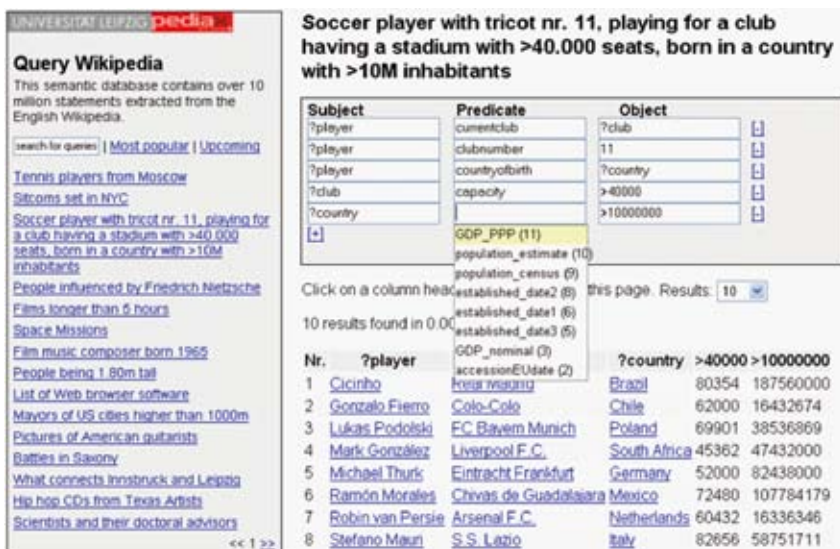 UNIVERSITÄT LEIPZIG pedia
Query Wikipedia
This semantic database contains over 10
million statements extracted from the
English Wikipedia.
search for queries | Most popular | Upcoming
Tennis players from Moscow
Sitcoms set in NYC
Soccer player with tricot nr. 11, playing for
a club having a stadium with >40.000
seats, born in a country with >10M
inhabitants
People influenced by Friedrich Nietzsche
Films longer than 5 hours
Space Missions
Film music composer born 1965
People being 1.80m tall
List of Web browser software
Mayors of US cities higher than 1000m
Pictures of American guitarists
Battles in Saxony
What connects Innsbruck and Leipzig
Hip hop CDs from Texas Artists
Scientists and their doctoral advisors
<< 1 >>
Soccer player with tricot nr. 11, playing for a club
having a stadium with >40.000 seats, born in a country
with >10M inhabitants
Subject Predicate Object
?player currentclub ?club [-]
?player clubnumber 11 [-]
?player countryofbirth ?country [-]
?club capacity >40000 [-]
?country >10000000 [-]
[+]
GDP_PPP (11)
population_estimate (10)
population_census (9)
established_date2 (8)
established_date1 (6)
established_date3 (5)
GDP_nominal (3)
accessionEUdate (2)
Click on a column head this page. Results: 10
10 results found in 0.00
Nr. ?player ?country >40000 >10000000
1 Cicinho Real Madrid Brazil 80354 187560000
2 Gonzalo Fierro Colo-Colo Chile 62000 16432674
3 Lukas Podolski FC Bayern Munich Poland 69901 38536869
4 Mark González Liverpool F.C. South Africa 45362 47432000
5 Michael Thurk Eintracht Frankfurt Germany 52000 82438000
6 Ramón Morales Chivas de Guadalajara Mexico 72480 107784179
7 Robin van Persie Arsenal F.C. Netherlands 60432 16336346
8 Stefano Mauri S.S. Lazio Italy 82656 58751711